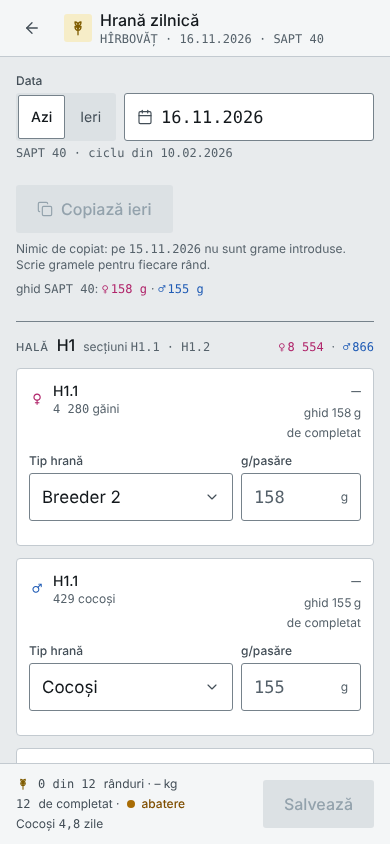 Hrană zilnică
HÎRBOVĂȚ · 16.11.2026 · SAPT 40
Data
Azi Ieri 16.11.2026
SAPT 40 · ciclu din 10.02.2026
Copiază ieri
Nimic de copiat: pe 15.11.2026 nu sunt grame introduse.
Scrie gramele pentru fiecare rând.
ghid SAPT 40: ♀158 g · ♂155 g
HALĂ H1 secțiuni H1.1 · H1.2 ♀8 554 · ♂866
♀ H1.1 —
4 280 găini ghid 158 g
de completat
Tip hrană g/pasăre
Breeder 2 158 g
♂ H1.1 —
429 cocoși ghid 155 g
de completat
Tip hrană g/pasăre
Cocoși 155 g
0 din 12 rânduri · – kg
12 de completat · abatere
Cocoși 4,8 zile
Salvează